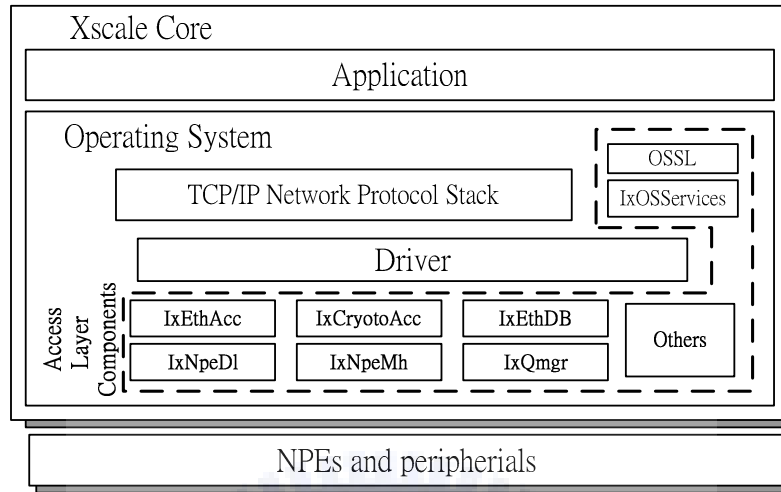 Xscale Core
Application
Operating System
OSSL
IxOSServices
TCP/IP Network Protocol Stack
Driver
Access
Layer
Components
IxEthAcc
IxCryotoAcc
IxEthDB
Others
IxNpeDl
IxNpeMh
IxQmgr
NPEs and peripherials